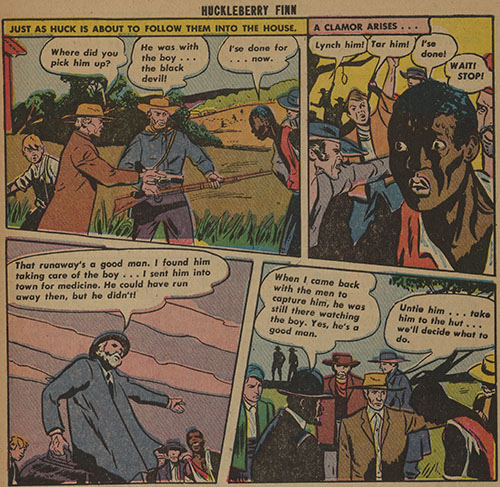 HUCKLEBERRY FINN
JUST AS HUCK IS ABOUT TO FOLLOW THEM INTO THE HOUSE.
Where did you
pick him up?
He was with
the boy . . .
the black
devil!
I'se done for
. . . now.
A CLAMOR ARISES . . .
Lynch him!
Tar him!
I'se
done!
WAIT!
STOP!
That runaway's a good man. I found him
taking care of the boy . . . I sent him into
town for medicine. He could have run
away then, but he didn't!
When I came back
with the men to
capture him, he was
still there watching
the boy. Yes, he's a
good man.
Untie him . . . take
him to the hut . . .
we'll decide what to
do.